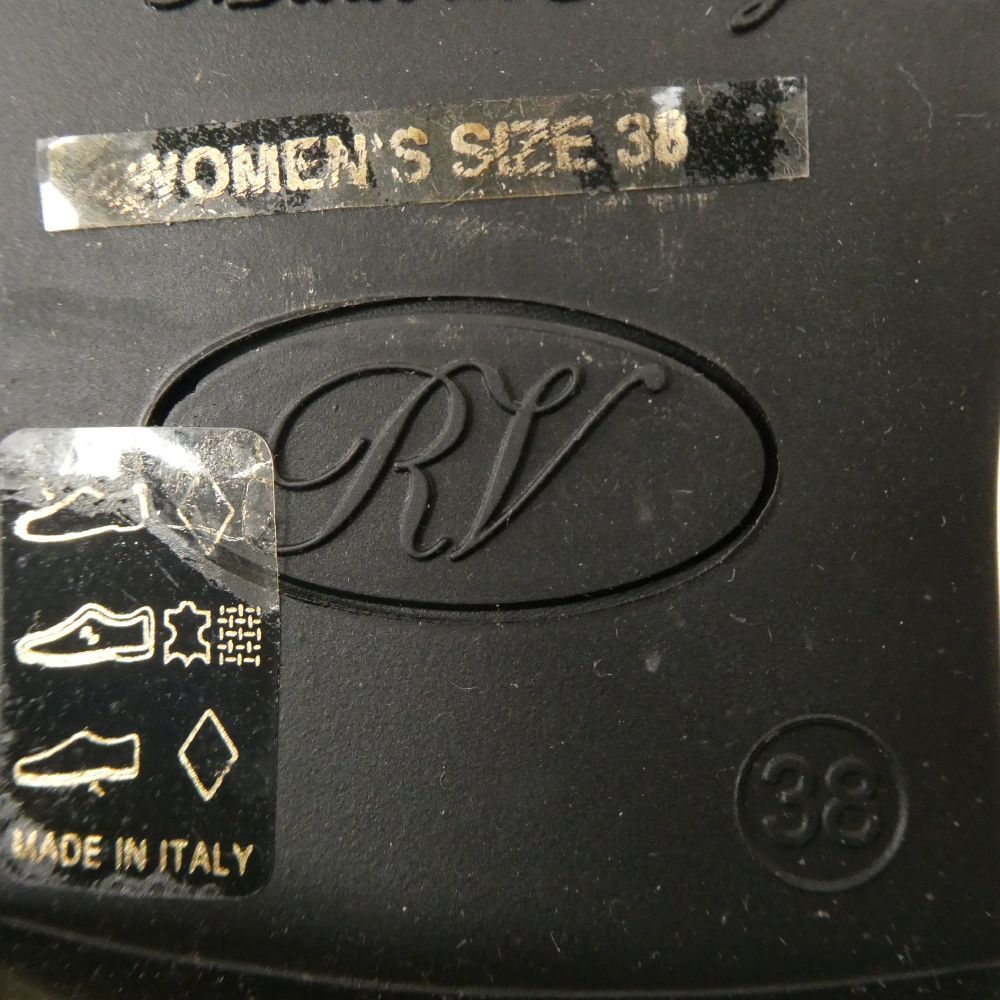 WOMEN'S SIZE 38
RV
38
MADE IN ITALY